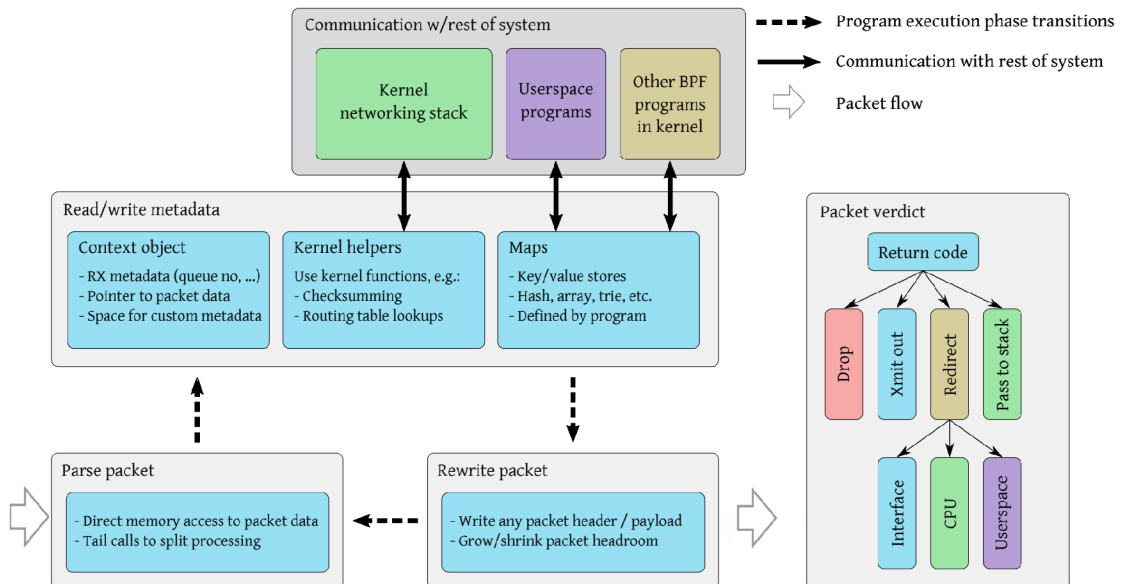 Communication w/rest of system
Kernel
networking stack
Userspace
programs
Other BPF
programs
in kernel
Program execution phase transitions
Communication with rest of system
Packet flow
Read/write metadata
Context object
- RX metadata (queue no, ...)
- Pointer to packet data
- Space for custom metadata
Kernel helpers
Use kernel functions, e.g.:
- Checksumming
- Routing table lookups
Maps
- Key/value stores
- Hash, array, trie, etc.
- Defined by program
Parse packet
- Direct memory access to packet data
- Tail calls to split processing
Rewrite packet
- Write any packet header / payload
- Grow/shrink packet headroom
Packet verdict
Return code
Drop
Xmit out
Redirect
Pass to stack
Interface
CPU
Userspace